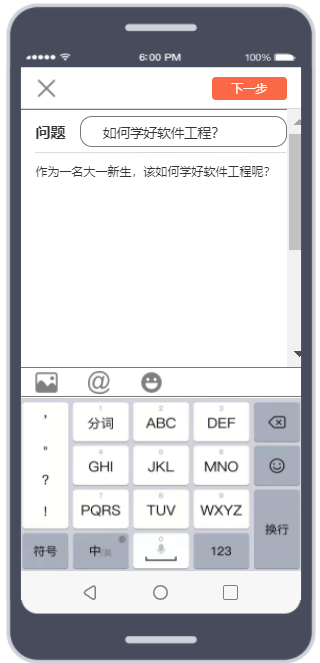 6:00 PM 100%
下一步
问题 如何学好软件工程?
作为一名大一新生，该如何学好软件工程呢?
@
， 1 分词 2 ABC 3 DEF
。 4 GHI 5 JKL 6 MNO
?
7 PQRS 8 TUV 9 WXYZ 换行
!
符号 中/英 0 123